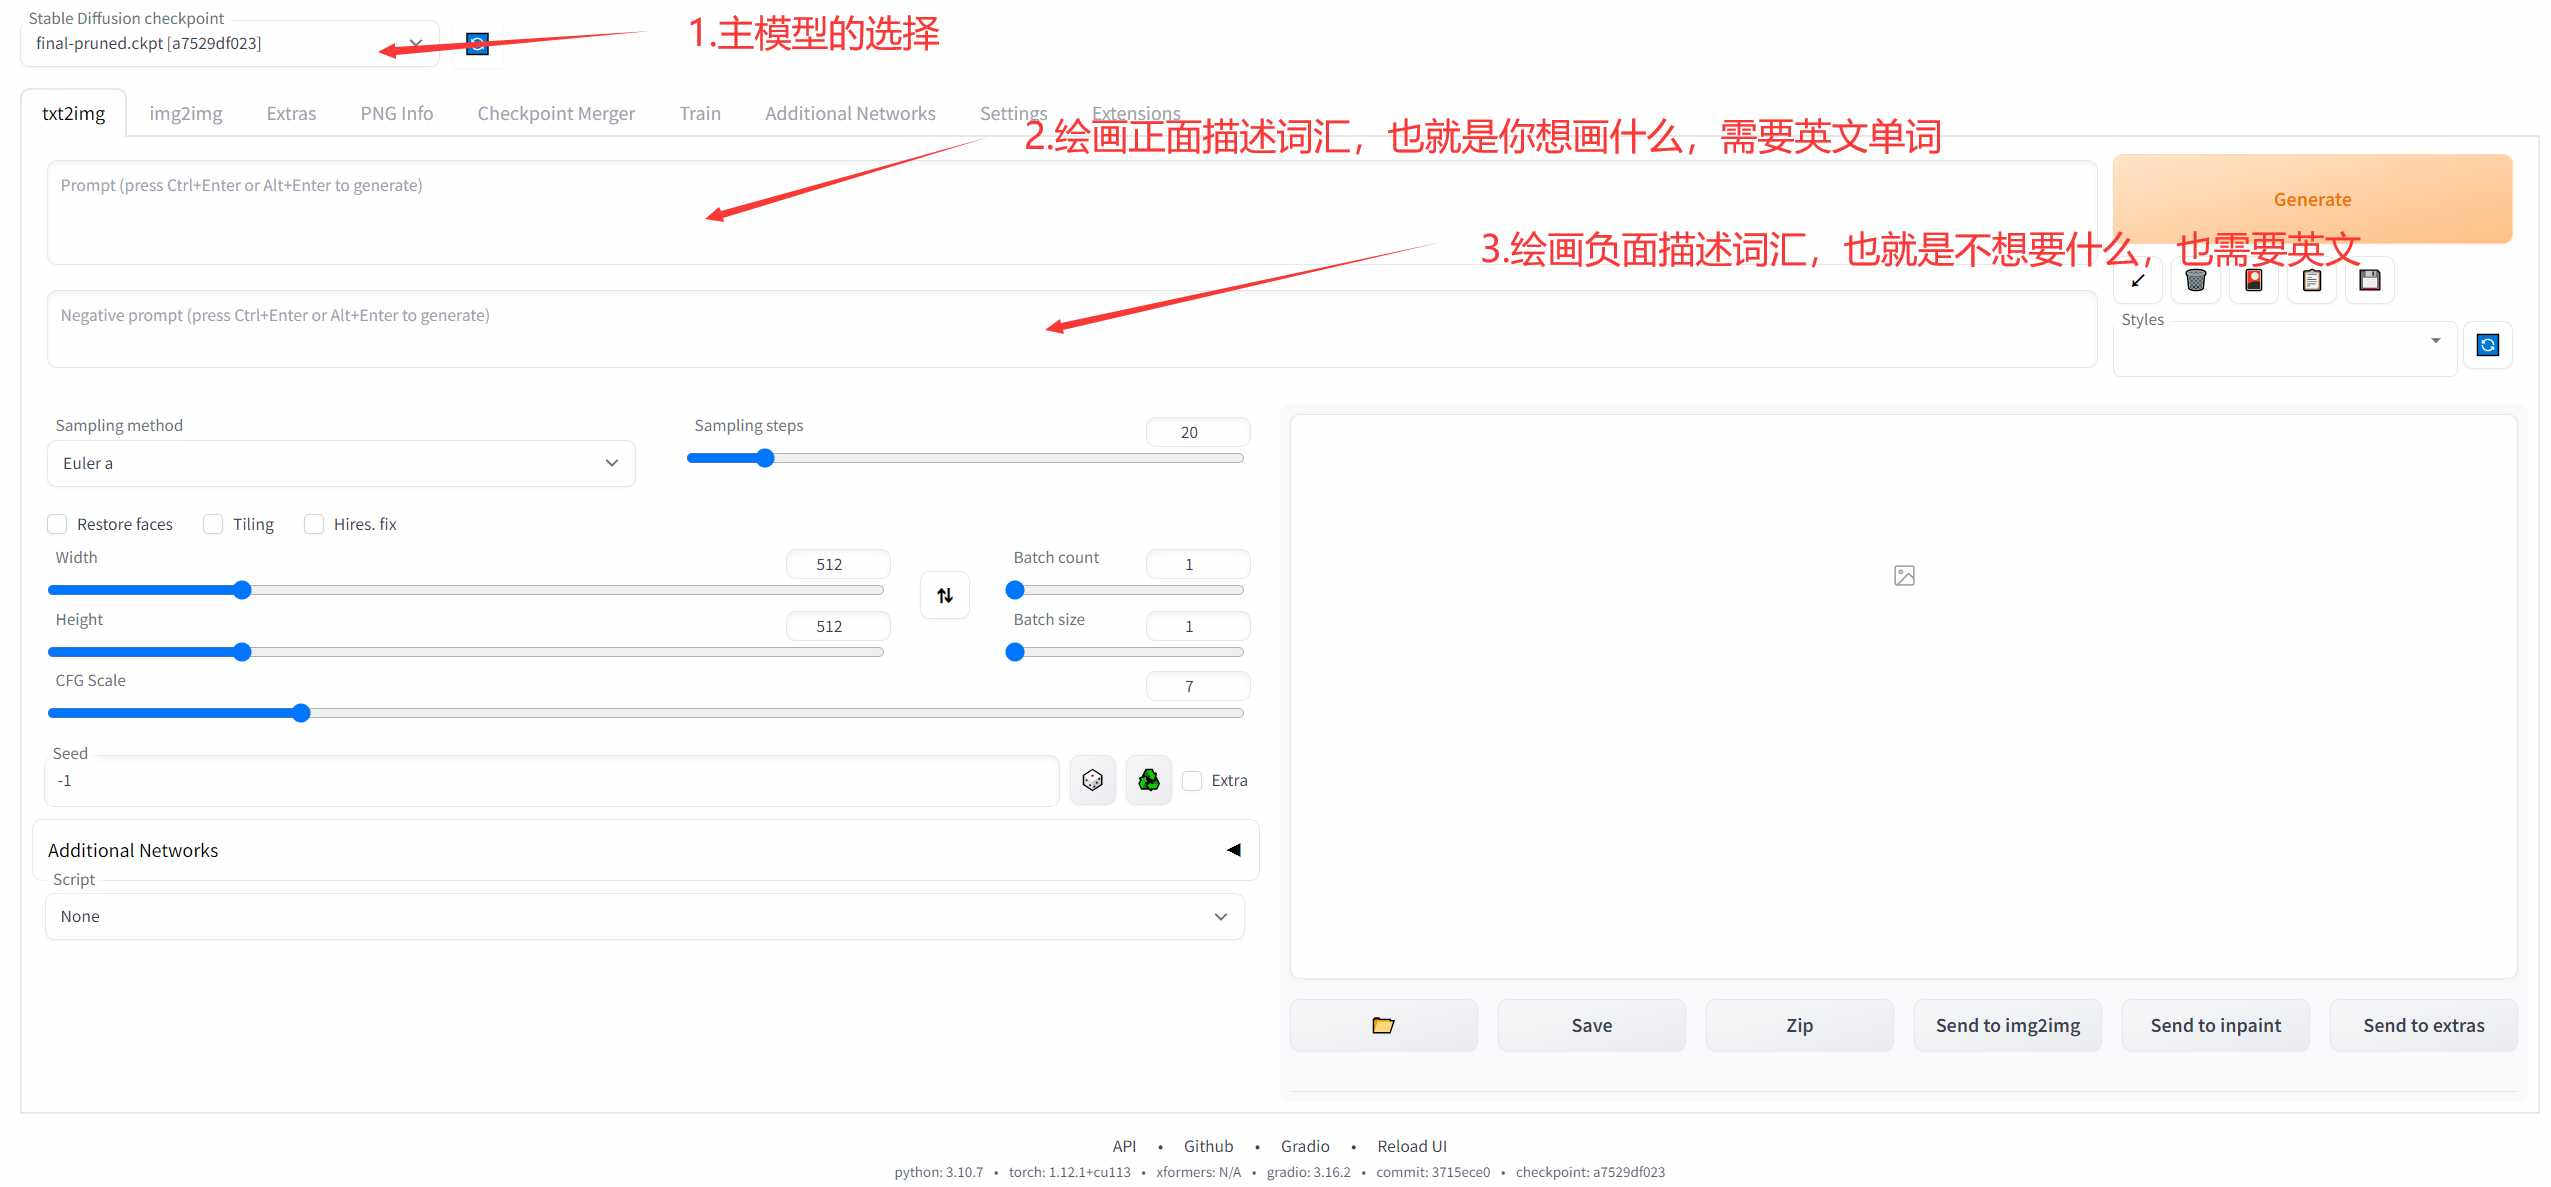 Stable Diffusion checkpoint
final-pruned.ckpt [a7529df023]
1.主模型的选择
txt2img
img2img
Extras
PNG Info
Checkpoint Merger
Train
Additional Networks
Settings
Extensions
2.绘画正面描述词汇，也就是你想画什么，需要英文单词
Prompt (press Ctrl+Enter or Alt+Enter to generate)
Generate
3.绘画负面描述词汇，也就是不想要什么，也需要英文
Negative prompt (press Ctrl+Enter or Alt+Enter to generate)
Styles
Sampling method
Euler a
Sampling steps
20
Restore faces
Tiling
Hires. fix
Width
512
Height
512
Batch count
1
Batch size
1
CFG Scale
7
Seed
-1
Extra
Additional Networks
Script
None
Save
Zip
Send to img2img
Send to inpaint
Send to extras
API • Github • Gradio • Reload UI
python: 3.10.7 • torch: 1.12.1+cu113 • xformers: N/A • gradio: 3.16.2 • commit: 3715ece0 • checkpoint: a7529df023